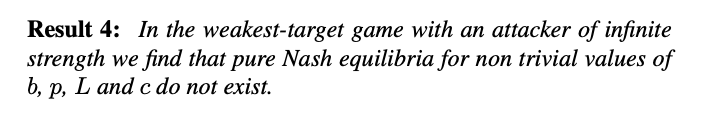 Result 4: In the weakest-target game with an attacker of infinite
strength we find that pure Nash equilibria for non trivial values of
b, p, L and c do not exist.